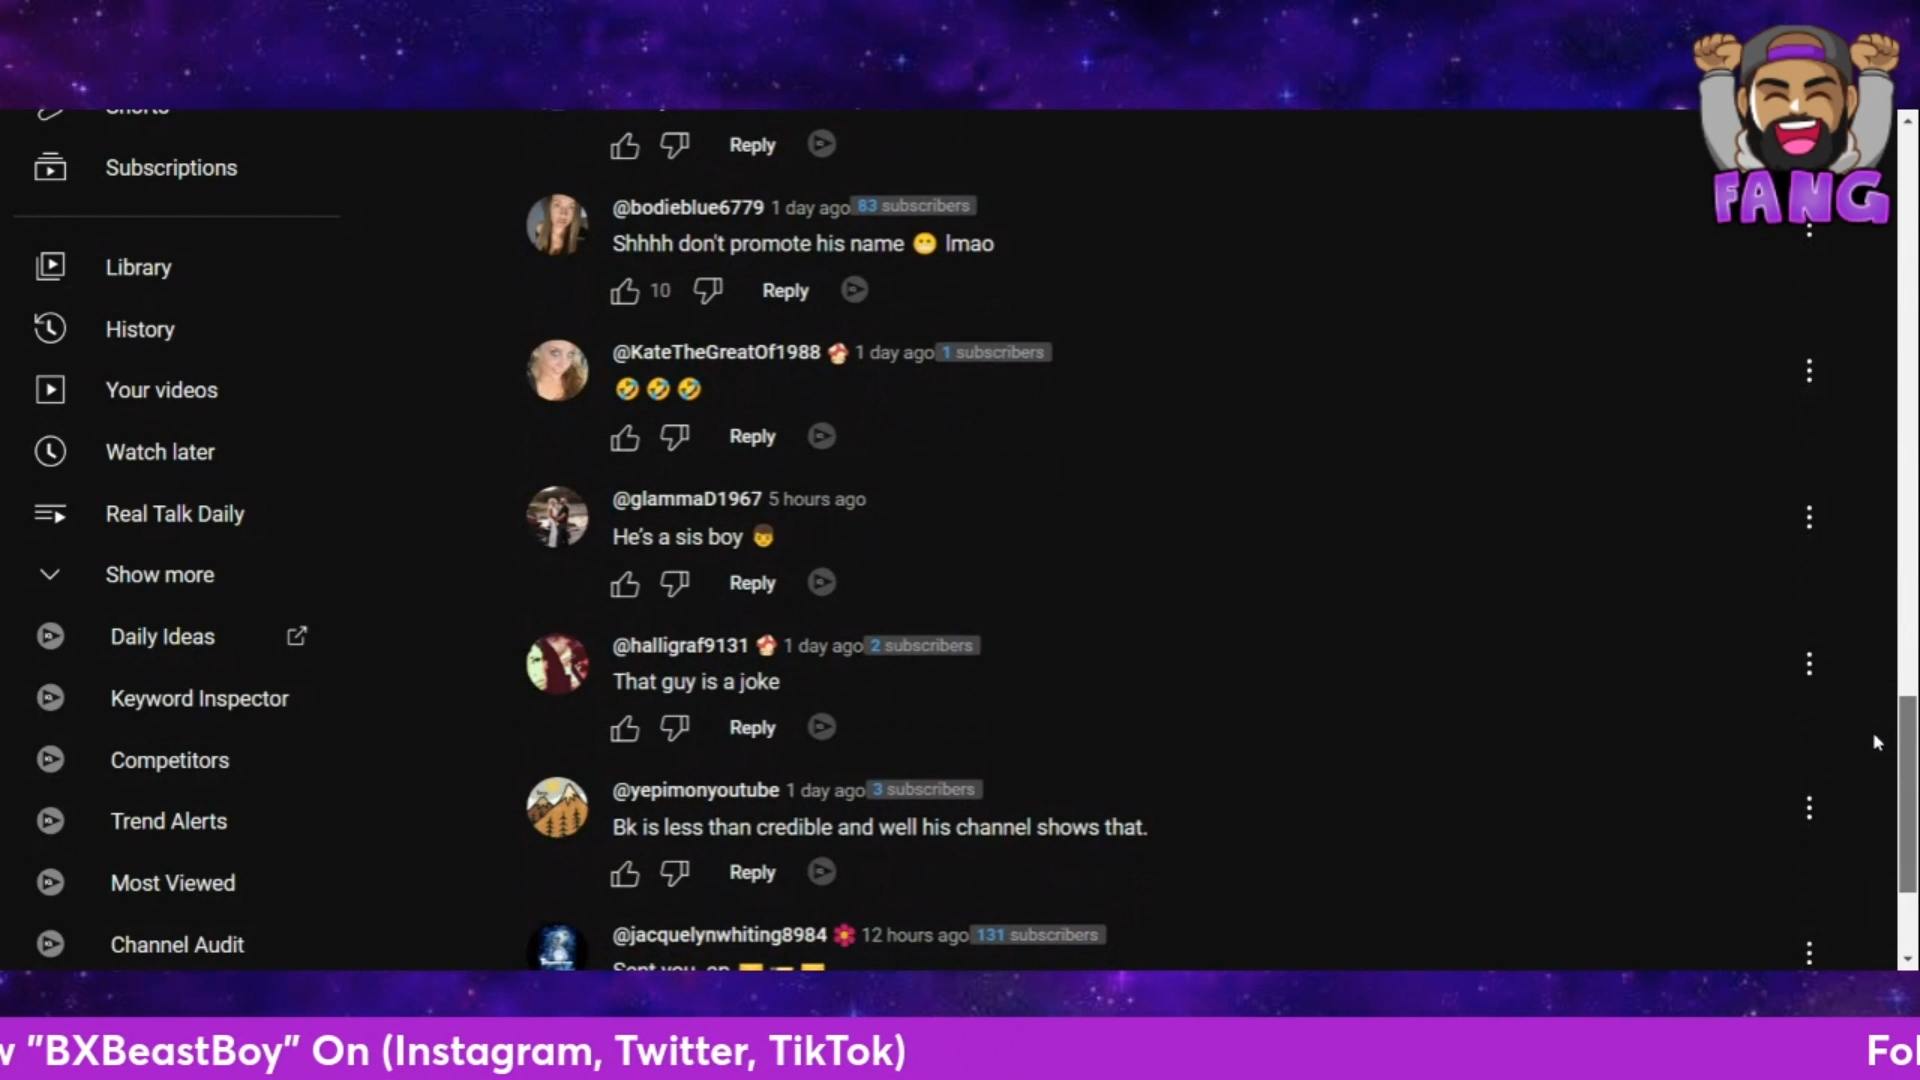 Shorts
Subscriptions
Library
History
Your videos
Watch later
Real Talk Daily
Show more
Daily Ideas
Keyword Inspector
Competitors
Trend Alerts
Most Viewed
Channel Audit
Reply
@bodieblue6779 1 day ago 83 subscribers
Shhhh don't promote his name 😬 lmao
10 Reply
@KateTheGreatOf1988 🍄 1 day ago 1 subscribers
🤣🤣🤣
Reply
@glammaD1967 5 hours ago
He's a sis boy 👦
Reply
@halligraf9131 🍄 1 day ago 2 subscribers
That guy is a joke
Reply
@yepimonyoutube 1 day ago 3 subscribers
Bk is less than credible and well his channel shows that.
Reply
@jacquelynwhiting8984 🌺 12 hours ago 131 subscribers
FANG
w "BXBeastBoy" On (Instagram, Twitter, TikTok)
Fol